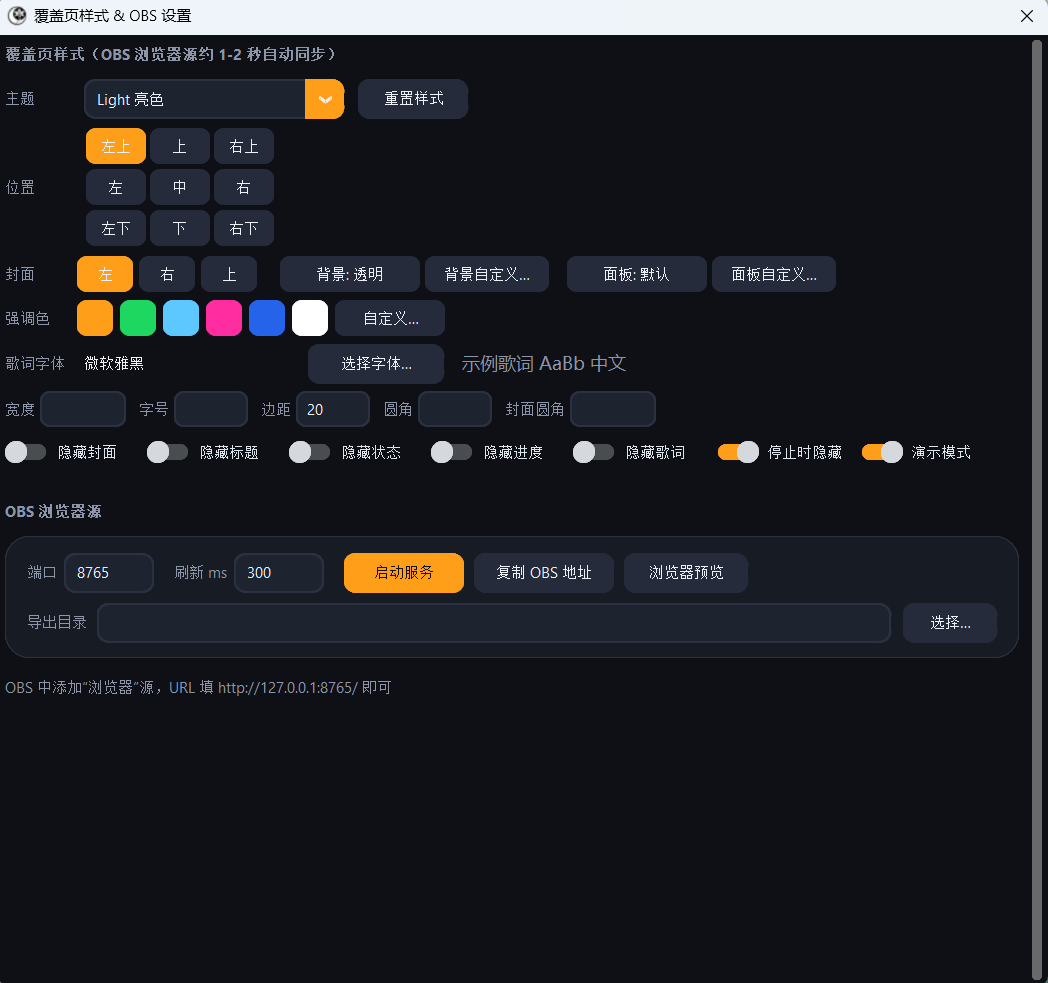 覆盖页样式 & OBS 设置
覆盖页样式（OBS 浏览器源约 1-2 秒自动同步）
主题 Light 亮色 重置样式
左上 上 右上
位置 左 中 右
左下 下 右下
封面 左 右 上 背景: 透明 背景自定义... 面板: 默认 面板自定义...
强调色 自定义...
歌词字体 微软雅黑 选择字体... 示例歌词 AaBb 中文
宽度 字号 边距 20 圆角 封面圆角
隐藏封面 隐藏标题 隐藏状态 隐藏进度 隐藏歌词 停止时隐藏 演示模式
OBS 浏览器源
端口 8765 刷新 ms 300 启动服务 复制 OBS 地址 浏览器预览
导出目录 选择...
OBS 中添加“浏览器”源，URL 填 http://127.0.0.1:8765/ 即可